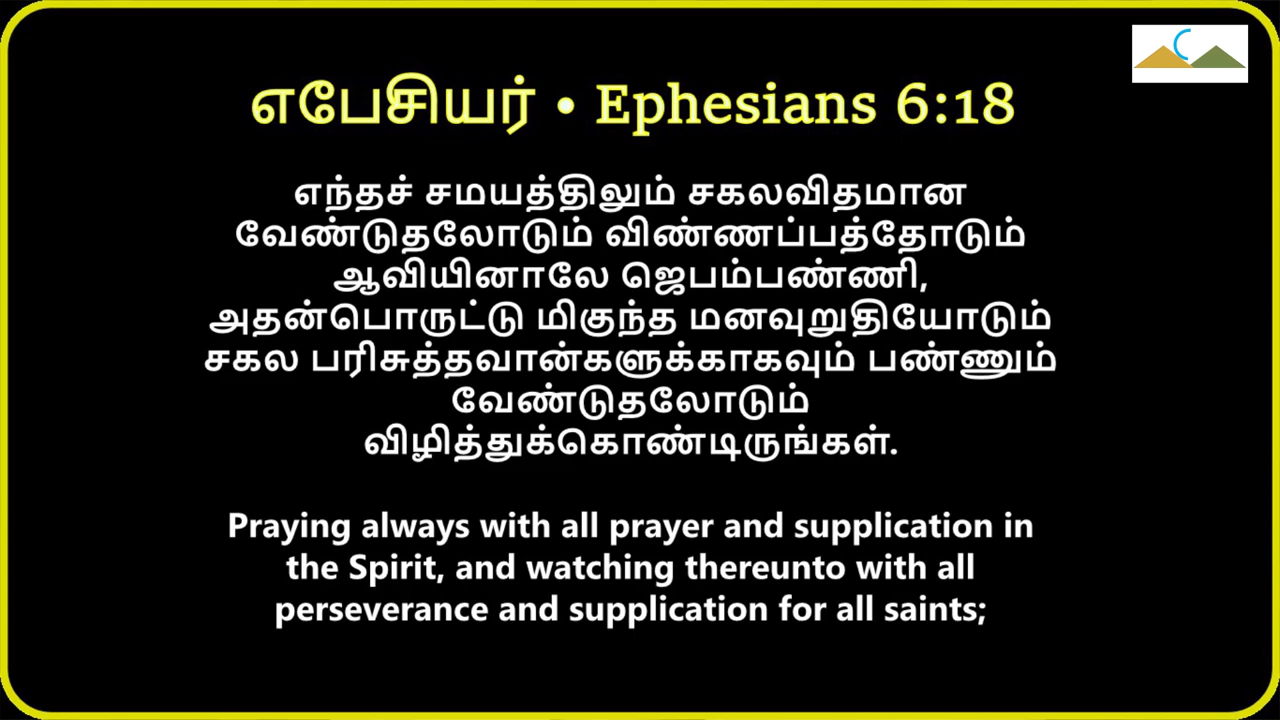 எபேசியர் • Ephesians 6:18
எந்தச் சமயத்திலும் சகலவிதமான
வேண்டுதலோடும் விண்ணப்பத்தோடும்
ஆவியினாலே ஜெபம்பண்ணி,
அதன்பொருட்டு மிகுந்த மனவுறுதியோடும்
சகல பரிசுத்தவான்களுக்காகவும் பண்ணும்
வேண்டுதலோடும்
விழித்துக்கொண்டிருங்கள்.
Praying always with all prayer and supplication in
the Spirit, and watching thereunto with all
perseverance and supplication for all saints;